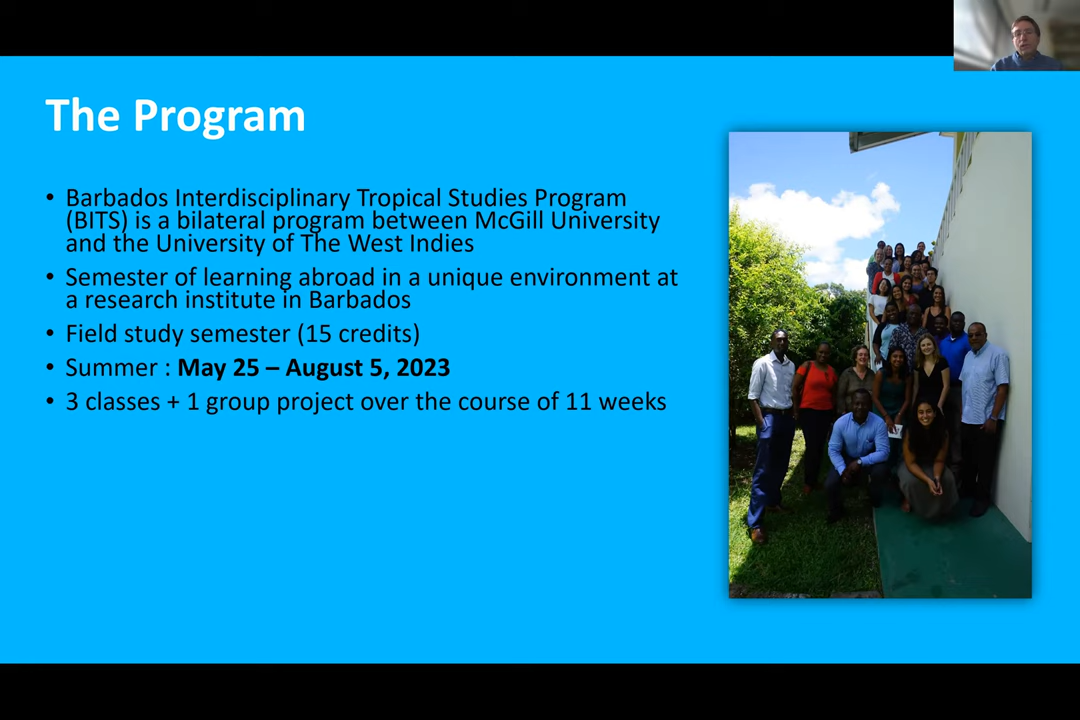 The Program
• Barbados Interdisciplinary Tropical Studies Program
(BITS) is a bilateral program between McGill University
and the University of The West Indies
• Semester of learning abroad in a unique environment at
a research institute in Barbados
• Field study semester (15 credits)
• Summer : May 25 – August 5, 2023
• 3 classes + 1 group project over the course of 11 weeks